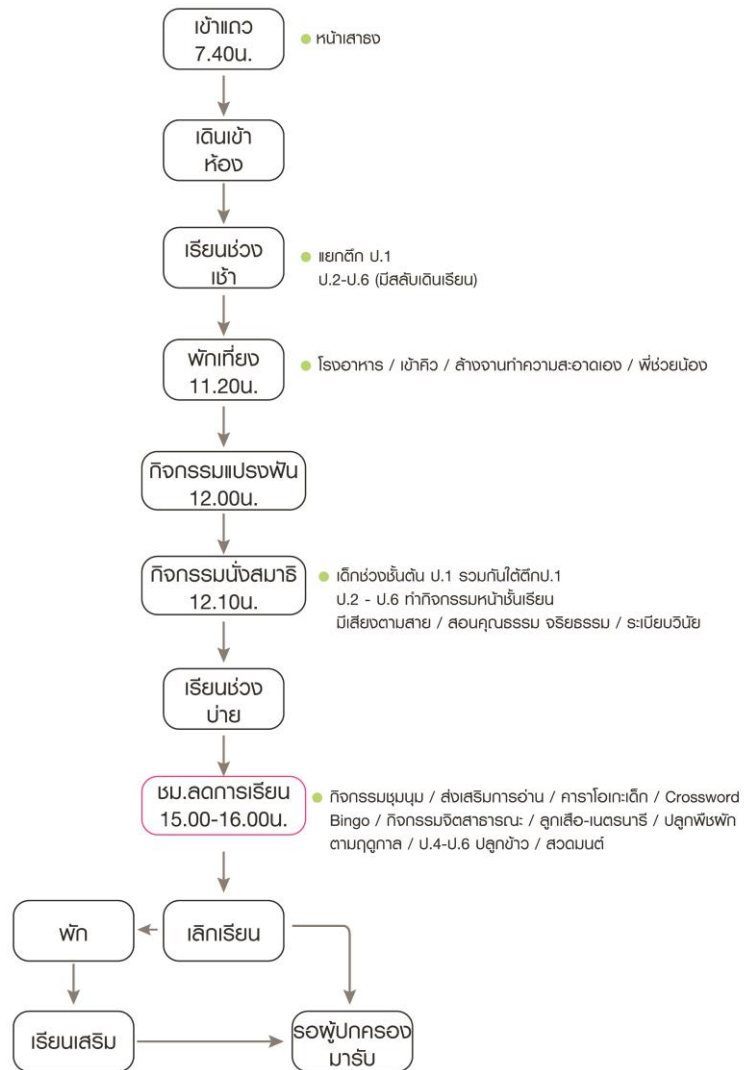 เข้าแถว
7.40น.
หน้าเสาธง
เดินเข้า
ห้อง
เรียนช่วง
เช้า
แยกตึก ป.1
ป.2-ป.6 (มีสลับเดินเรียน)
พักเที่ยง
11.20น.
โรงอาหาร / เข้าคิว / ล้างจานทำความสะอาดเอง / พี่ช่วยน้อง
กิจกรรมแปรงฟัน
12.00น.
กิจกรรมนั่งสมาธิ
12.10น.
เด็กช่วงชั้นต้น ป.1 รวมกันใต้ตึกป.1
ป.2 - ป.6 ทำกิจกรรมหน้าชั้นเรียน
มีเสียงตามสาย / สอนคุณธรรม จริยธรรม / ระเบียบวินัย
เรียนช่วง
บ่าย
ชม.ลดการเรียน
15.00-16.00น.
กิจกรรมชุมนุม / ส่งเสริมการอ่าน / คาราโอเกะเด็ก / Crossword
Bingo / กิจกรรมจิตสาธารณะ / ลูกเสือ-เนตรนารี / ปลูกพืชผัก
ตามฤดูกาล / ป.4-ป.6 ปลูกข้าว / สวดมนต์
พัก
เลิกเรียน
เรียนเสริม
รอผู้ปกครอง
มารับ